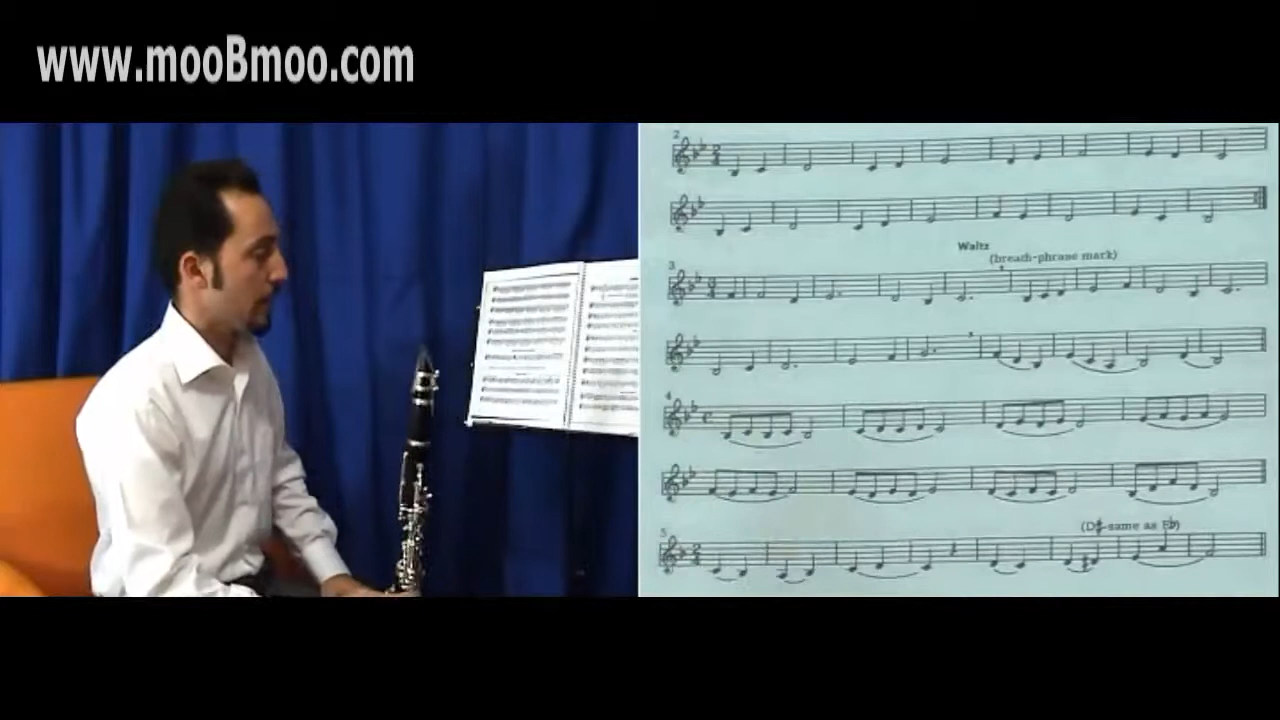 www.mooBmoo.com
2
Waltz
(breath-phrase mark)
3
4
(D♯-same as E♭)
5